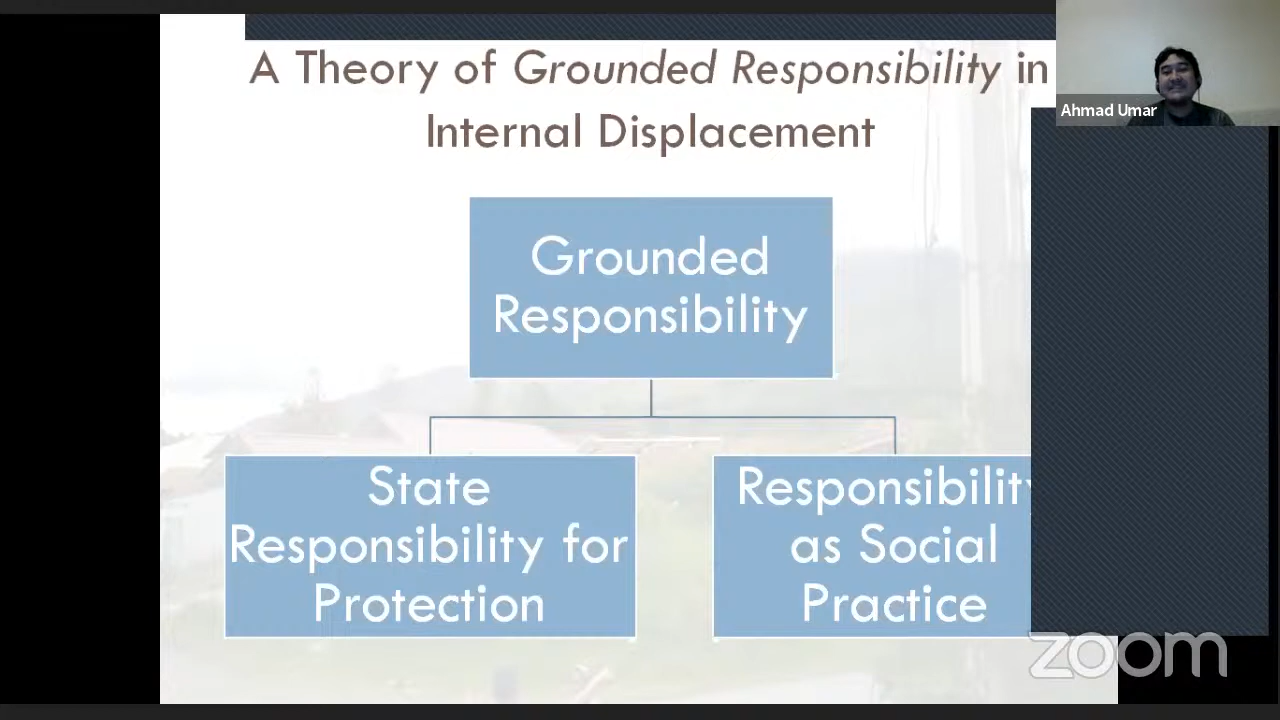 A Theory of Grounded Responsibility in
Internal Displacement
Ahmad Umar
Grounded
Responsibility
State
Responsibility for
Protection
Responsibility
as Social
Practice
zoom